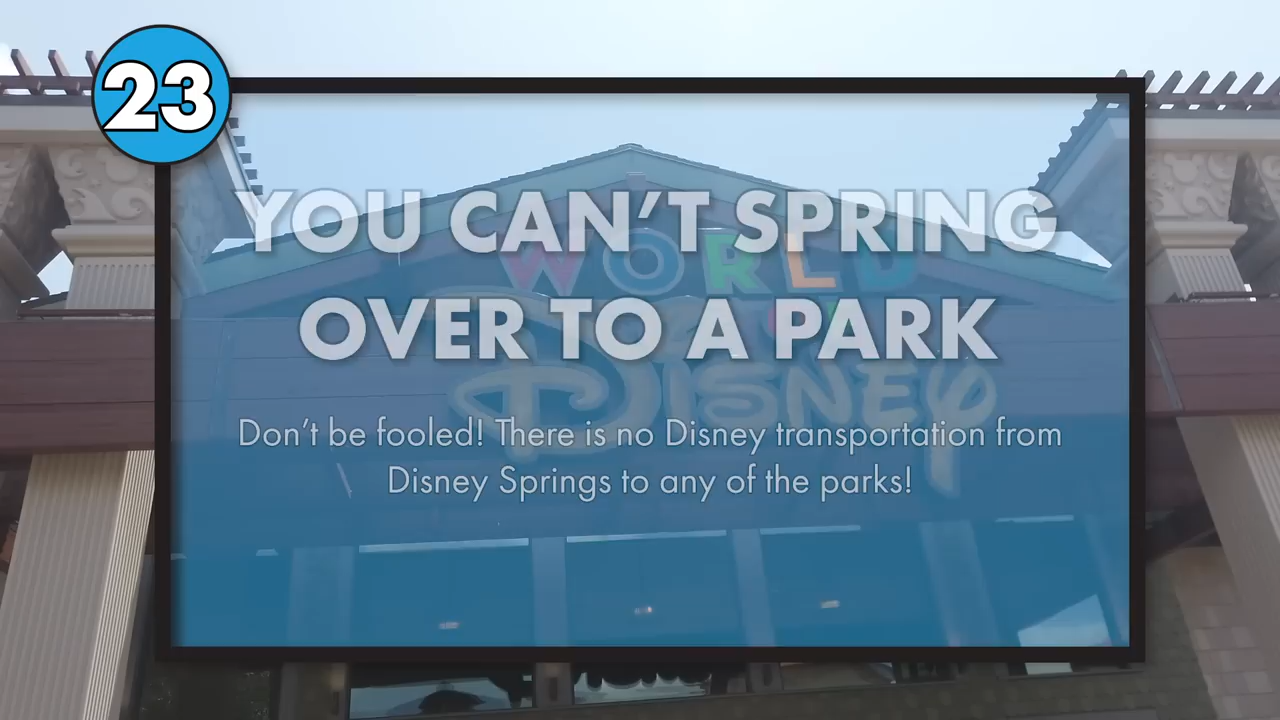 23
YOU CAN'T SPRING
OVER TO A PARK
Don't be fooled! There is no Disney transportation from
Disney Springs to any of the parks!
WORLD
OF
DISNEY